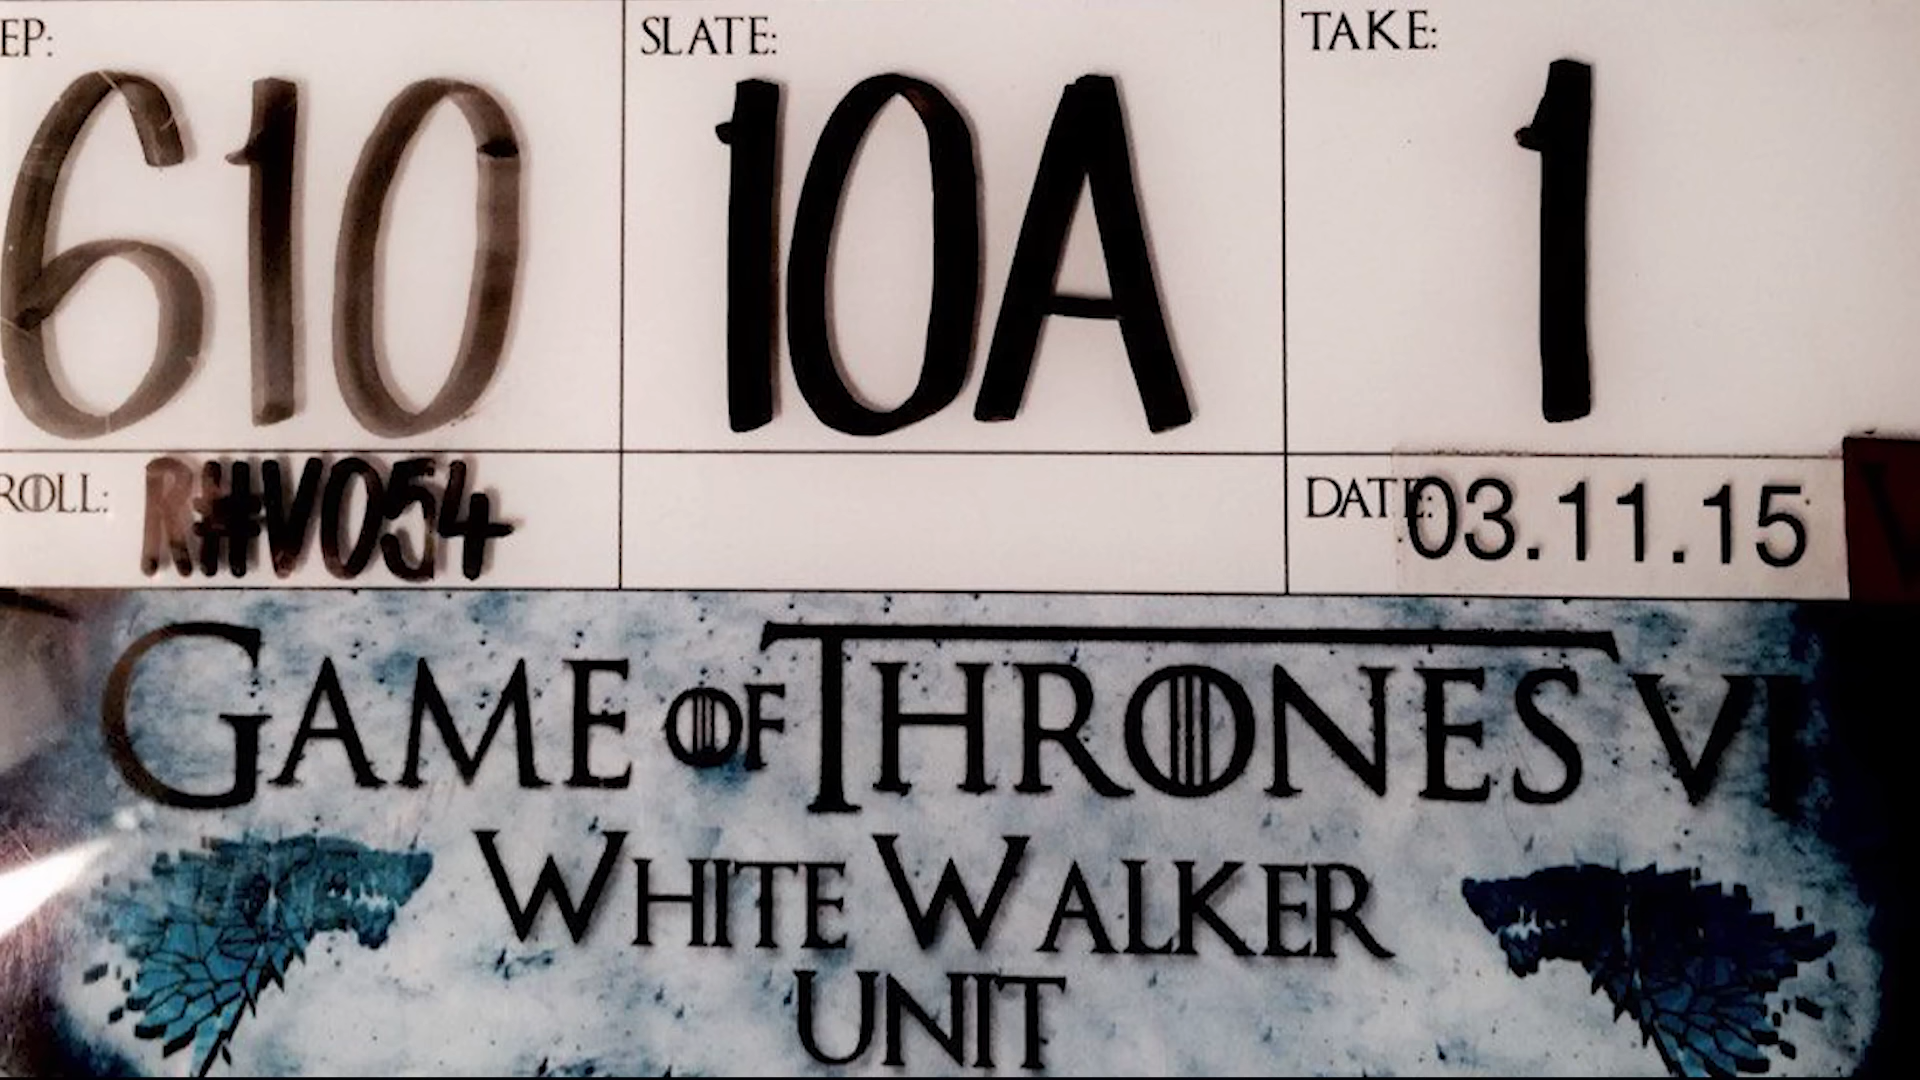 EP: SLATE: TAKE:
610 10A 1
ROLL: R#V054 DATE: 03.11.15
GAME OF THRONES VI
WHITE WALKER
UNIT